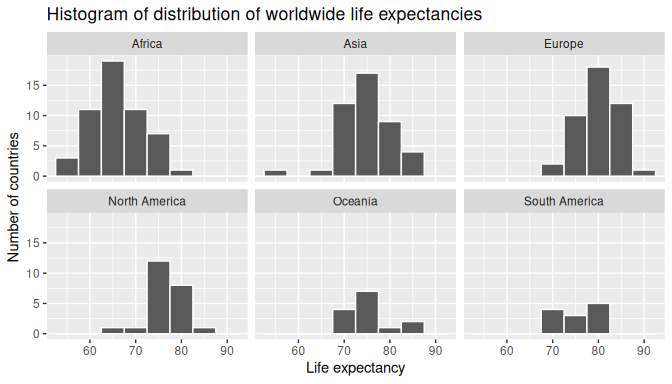 Histogram of distribution of worldwide life expectancies
Africa Asia Europe
15
10
5
0
North America Oceania South America
15
10
5
0
60 70 80 90 60 70 80 90 60 70 80 90
Life expectancy
Number of countries